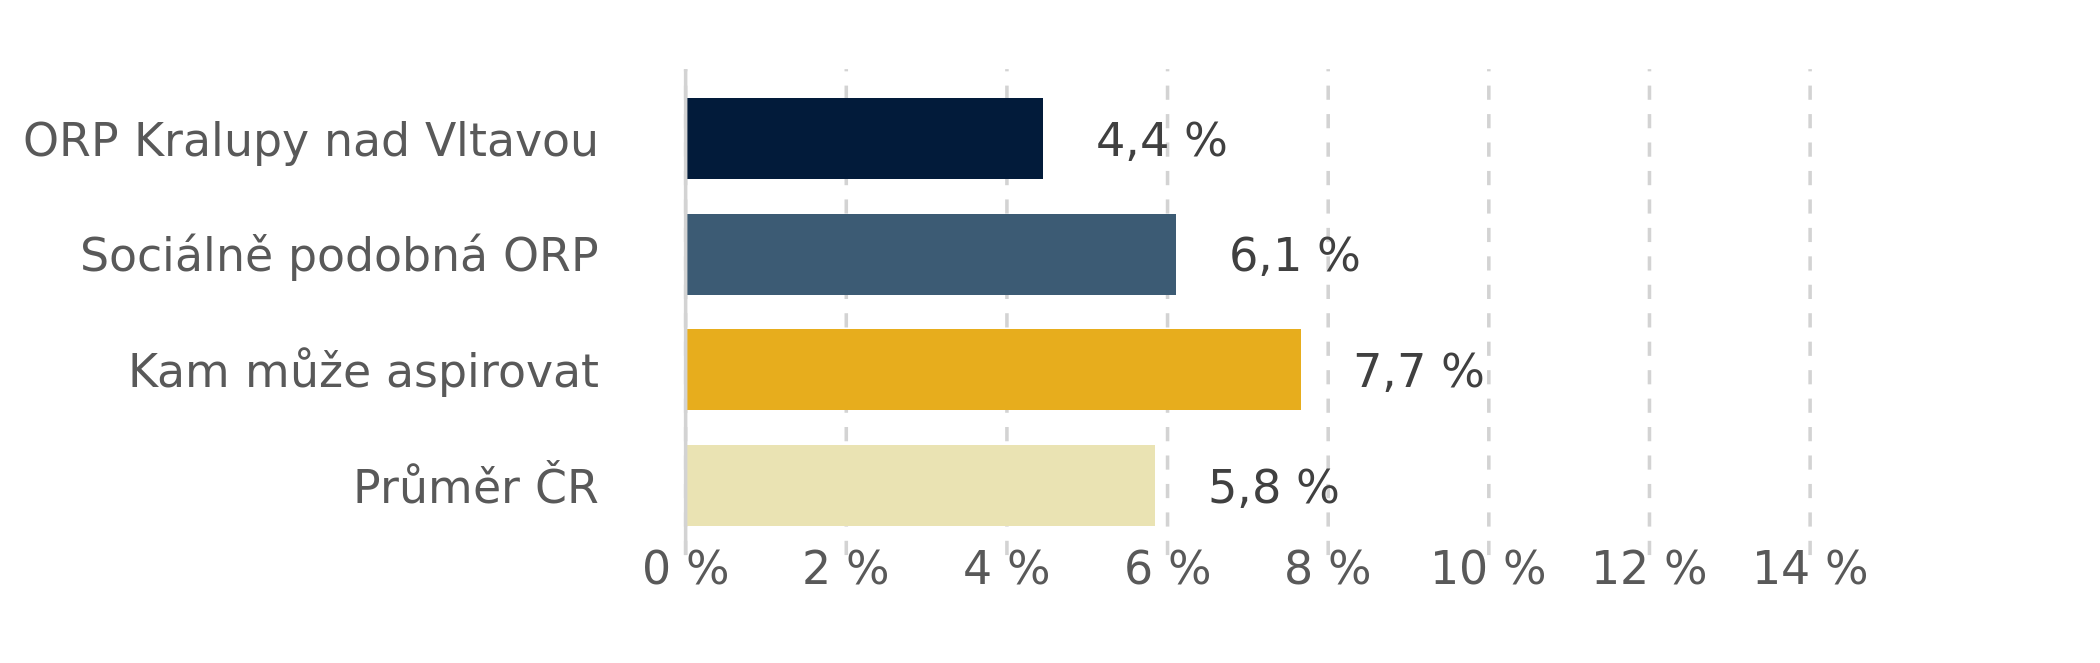 ORP Kralupy nad Vltavou 4,4 %
Sociálně podobná ORP 6,1 %
Kam může aspirovat 7,7 %
Průměr ČR 5,8 %
0 % 2 % 4 % 6 % 8 % 10 % 12 % 14 %